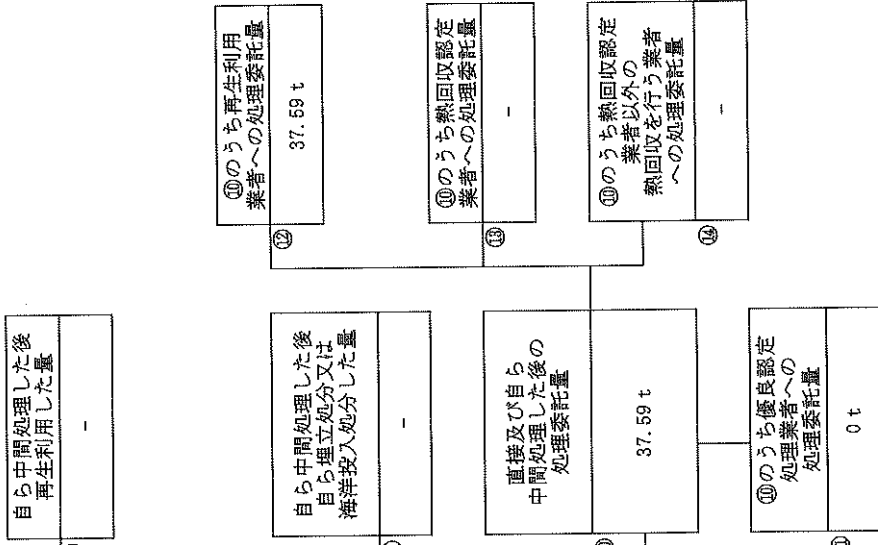 自ら中間処理した後
再生利用した量
-
自ら中間処理した後
自ら埋立処分又は
海洋投入処分した量
-
直接及び自ら
中間処理した後の
処理委託量
37.59 t
⑩のうち優良認定
処理業者への
処理委託量
0 t
⑪
⑩のうち再生利用
業者への処理委託量
37.59 t
⑫
⑩のうち熱回収認定
業者への処理委託量
-
⑬
⑩のうち熱回収認定
業者以外の
熱回収を行う業者
への処理委託量
-
⑭